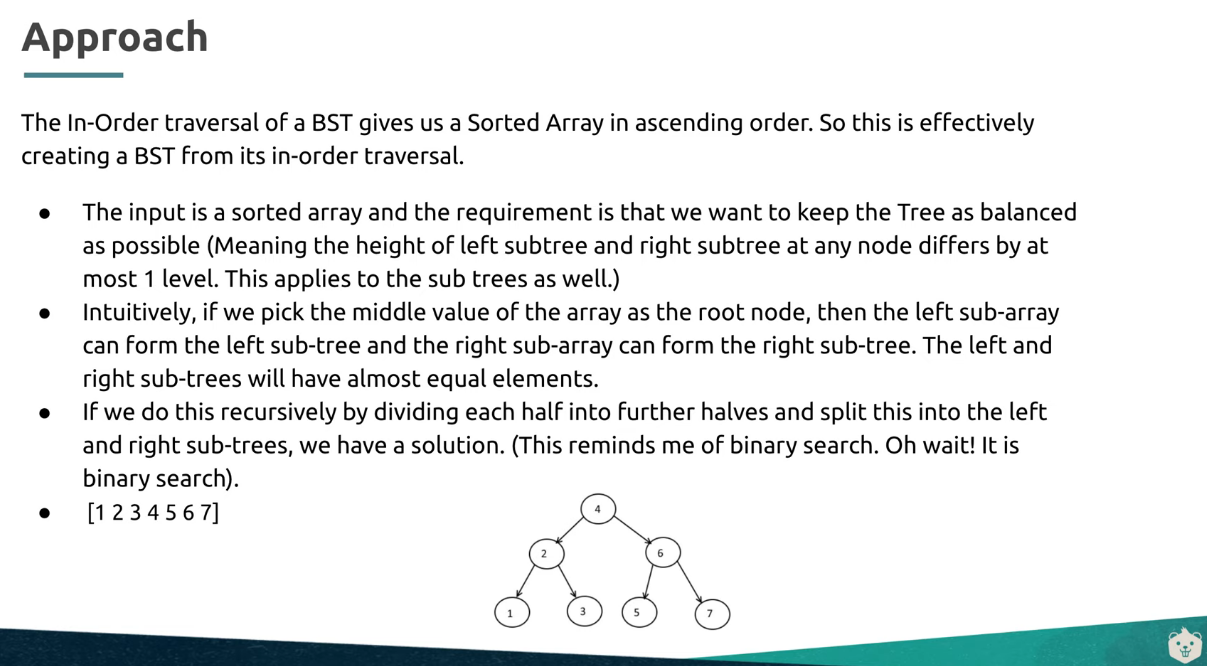 Approach
The In-Order traversal of a BST gives us a Sorted Array in ascending order. So this is effectively
creating a BST from its in-order traversal.
● The input is a sorted array and the requirement is that we want to keep the Tree as balanced
as possible (Meaning the height of left subtree and right subtree at any node differs by at
most 1 level. This applies to the sub trees as well.)
● Intuitively, if we pick the middle value of the array as the root node, then the left sub-array
can form the left sub-tree and the right sub-array can form the right sub-tree. The left and
right sub-trees will have almost equal elements.
● If we do this recursively by dividing each half into further halves and split this into the left
and right sub-trees, we have a solution. (This reminds me of binary search. Oh wait! It is
binary search).
● [1 2 3 4 5 6 7]
4
2 6
1 3 5 7